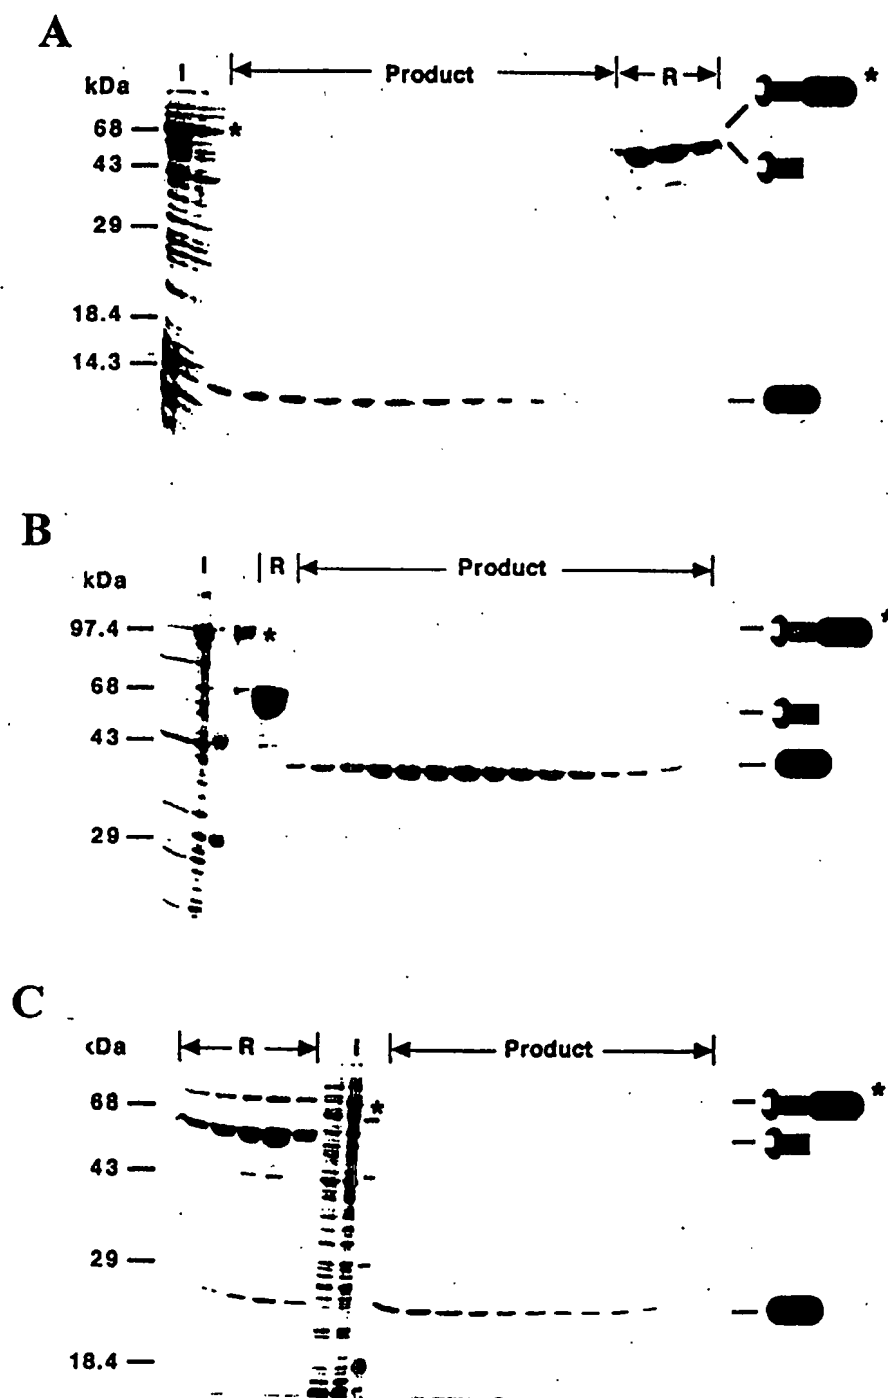 A
kDa I Product R *
68 *
43
29
18.4
14.3
B
kDa I R Product
97.4 * *
68
43
29
C
kDa R I Product
68 * *
43
29
18.4